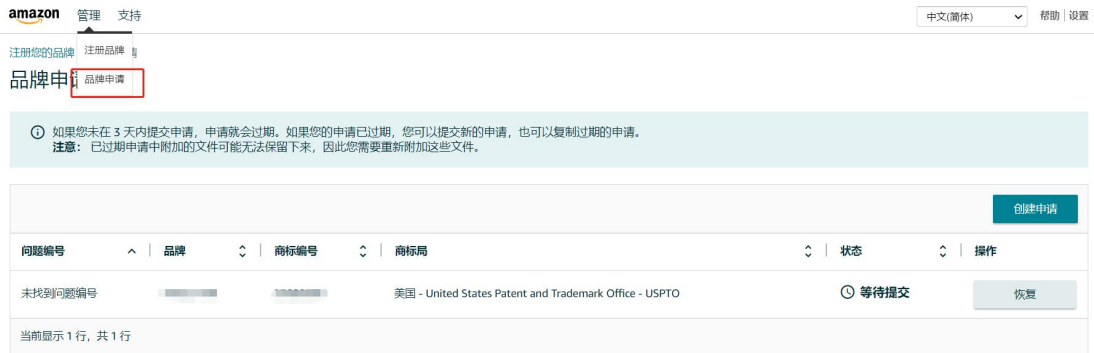 amazon 管理 支持 中文(简体) 帮助 设置
注册您的品牌
注册品牌
品牌申请
品牌申请
如果您未在 3 天内提交申请，申请就会过期。如果您的申请已过期，您可以提交新的申请，也可以复制过期的申请。
注意： 已过期申请中附加的文件可能无法保留下来，因此您需要重新附加这些文件。
创建申请
问题编号 品牌 商标编号 商标局 状态 操作
未找到问题编号 美国 - United States Patent and Trademark Office - USPTO 等待提交 恢复
当前显示 1 行，共 1 行